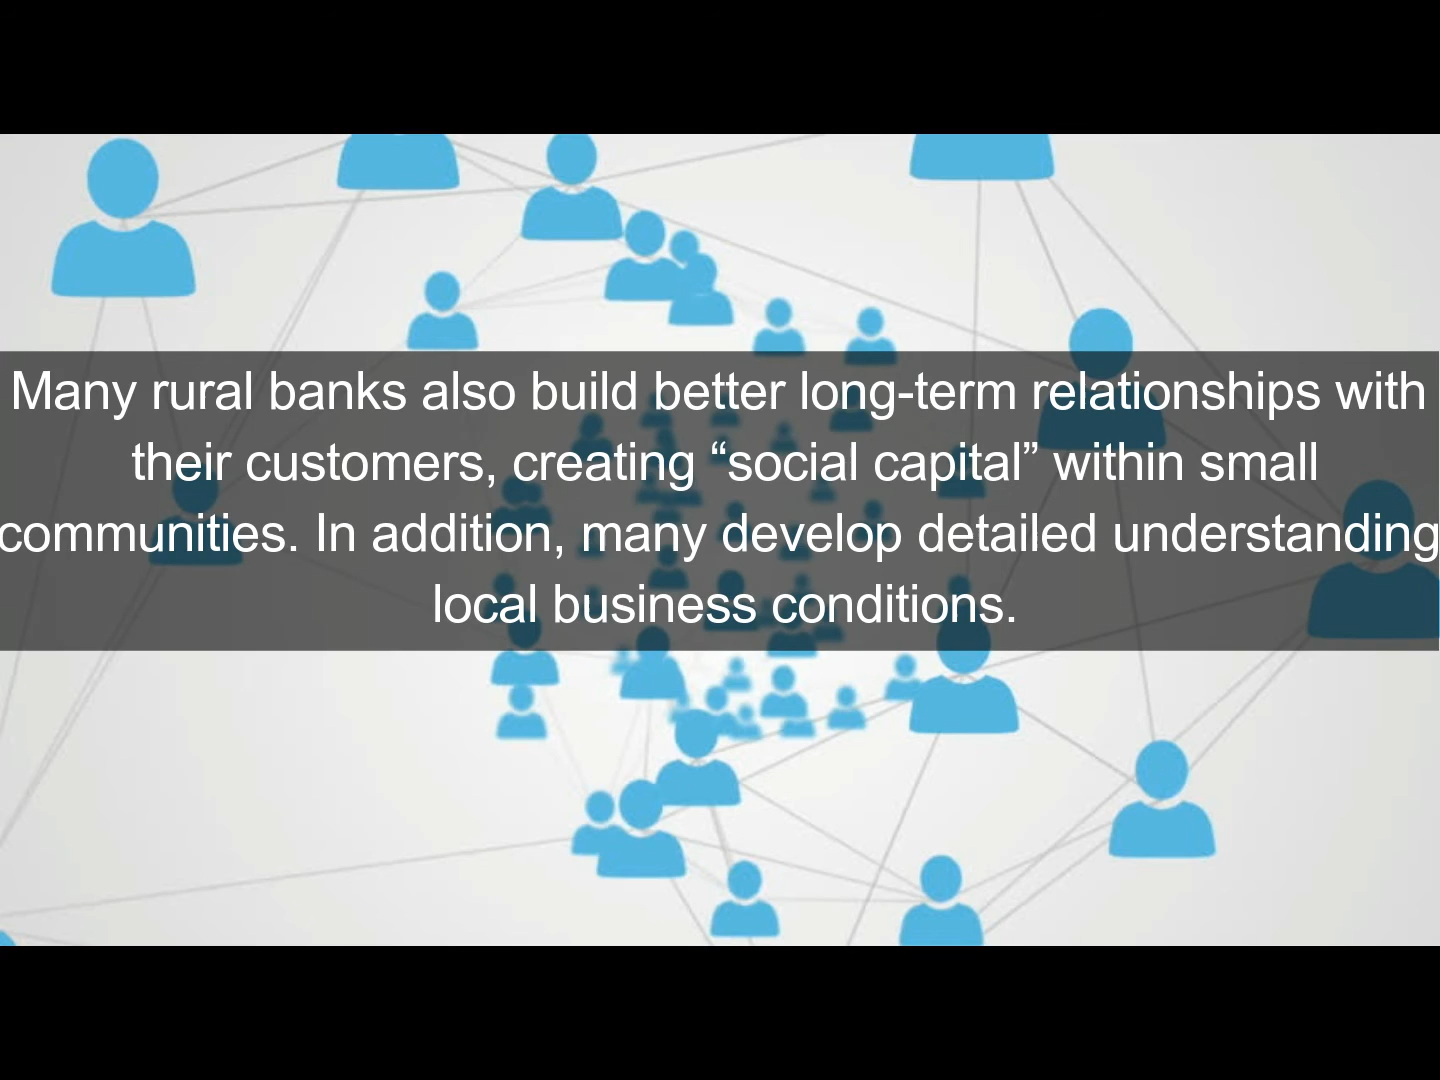 Many rural banks also build better long-term relationships with
their customers, creating “social capital” within small
communities. In addition, many develop detailed understanding
local business conditions.